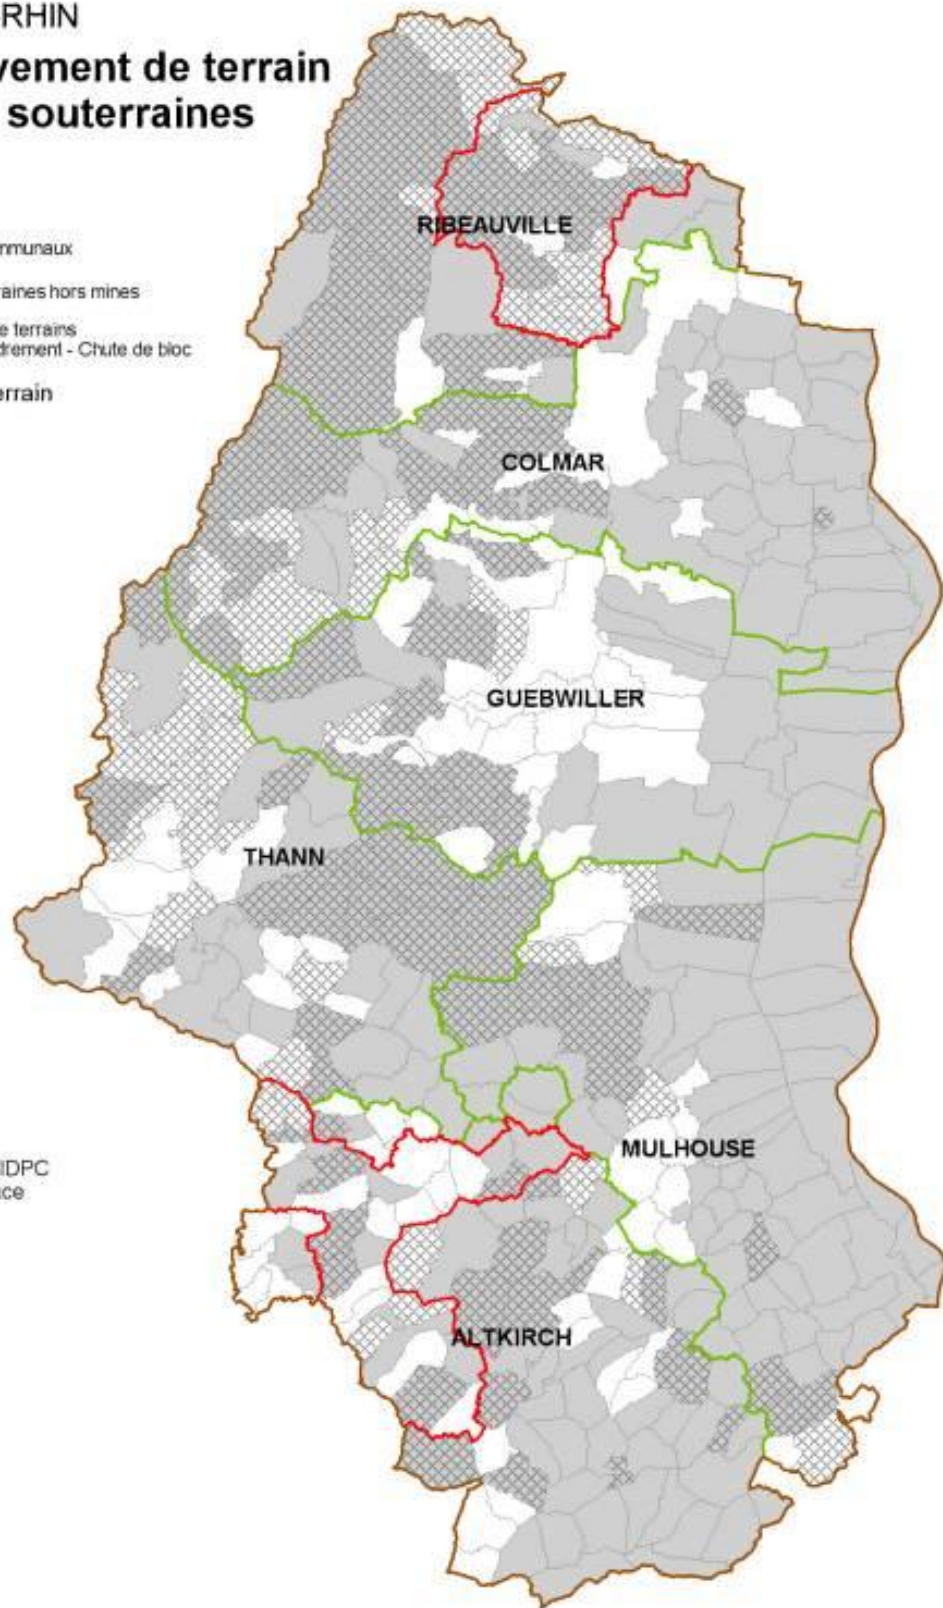 RHIN
vement de terrain
souterraines
nmunaux
raines hors mines
e terrains
drement - Chute de bloc
errain
RIBEAUVILLE
COLMAR
GUEBWILLER
THANN
MULHOUSE
IDPC
ce
ALTKIRCH